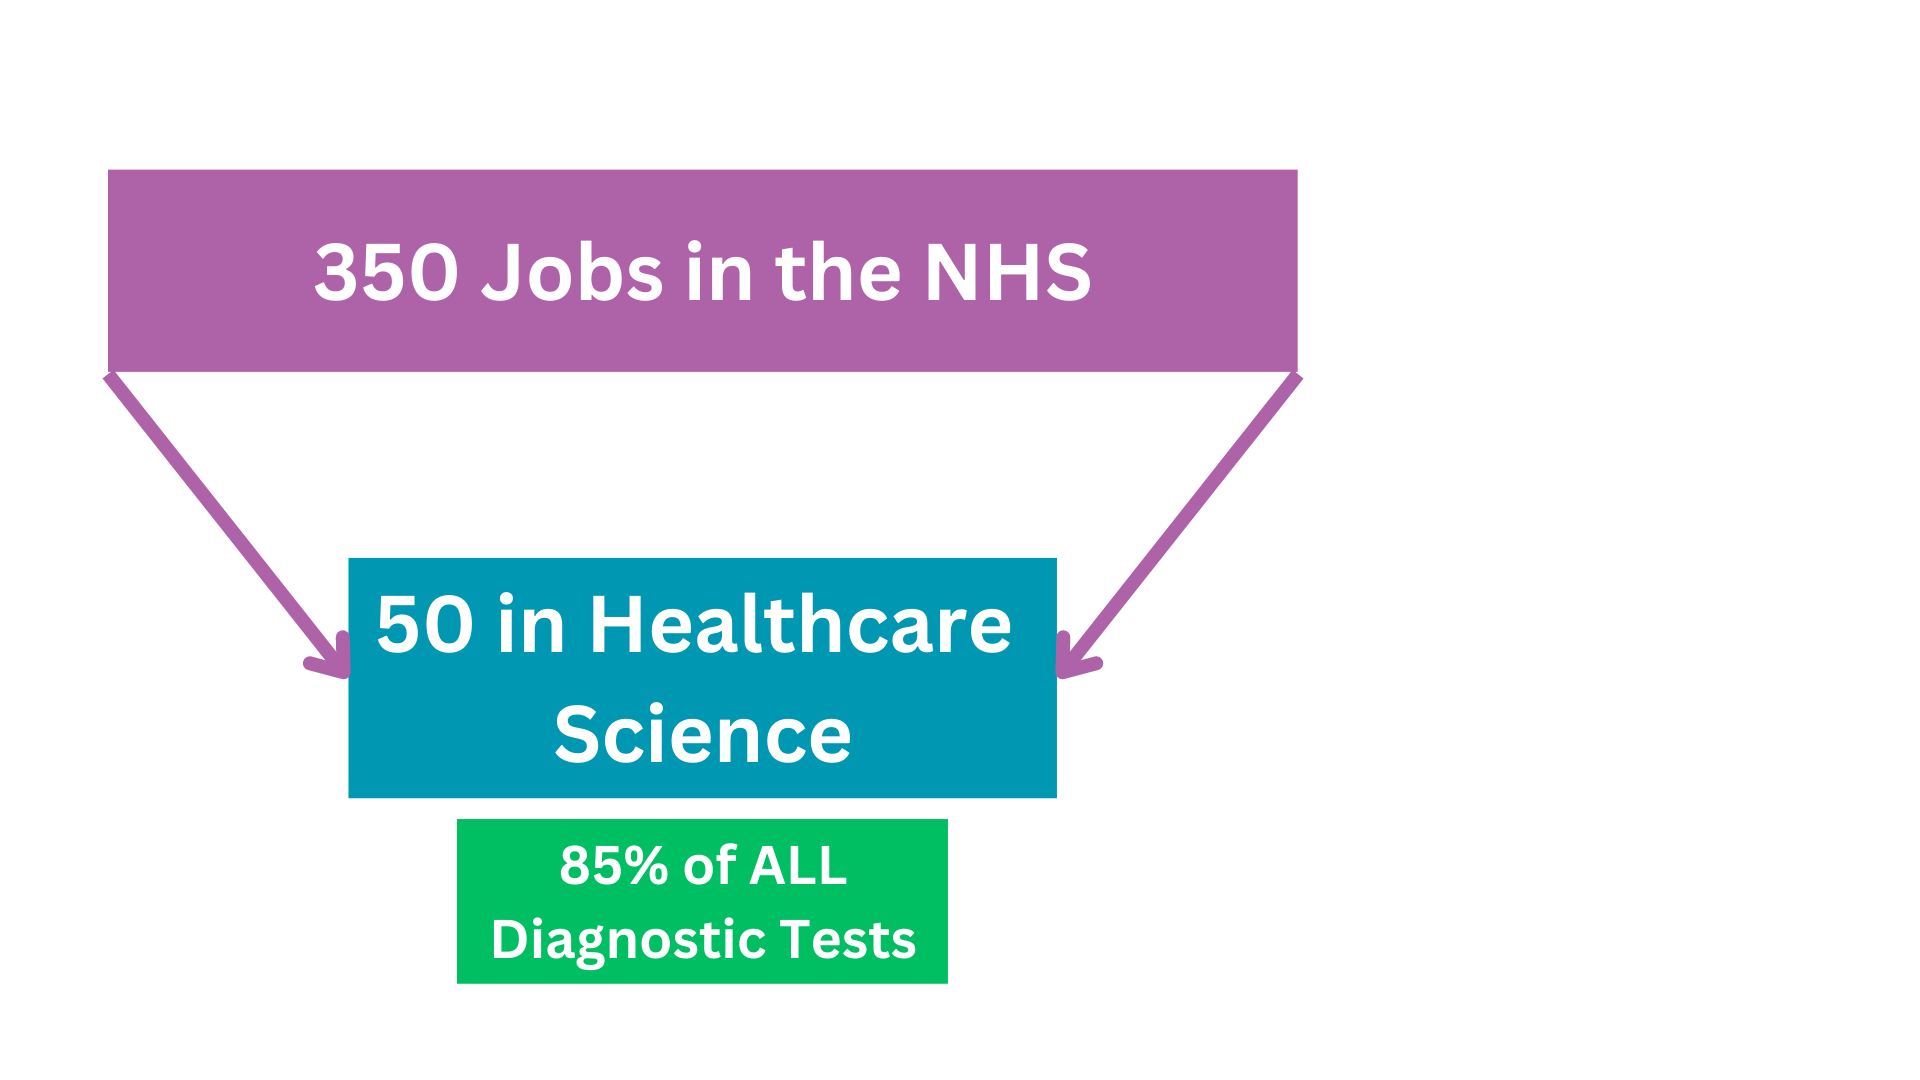 350 Jobs in the NHS
50 in Healthcare
Science
85% of ALL
Diagnostic Tests